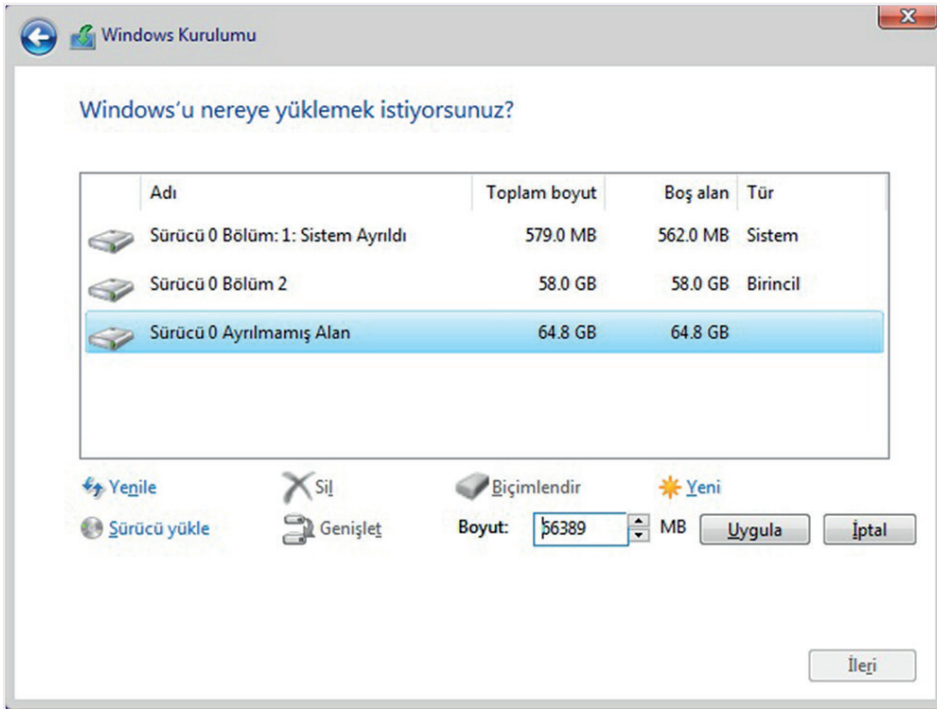 Windows Kurulumu
Windows'u nereye yüklemek istiyorsunuz?
Adı Toplam boyut Boş alan Tür
Sürücü 0 Bölüm: 1: Sistem Ayrıldı 579.0 MB 562.0 MB Sistem
Sürücü 0 Bölüm 2 58.0 GB 58.0 GB Birincil
Sürücü 0 Ayrılmamış Alan 64.8 GB 64.8 GB
Yenile Sil Biçimlendir Yeni
Sürücü yükle Genişlet Boyut: 66389 MB Uygula İptal
İleri